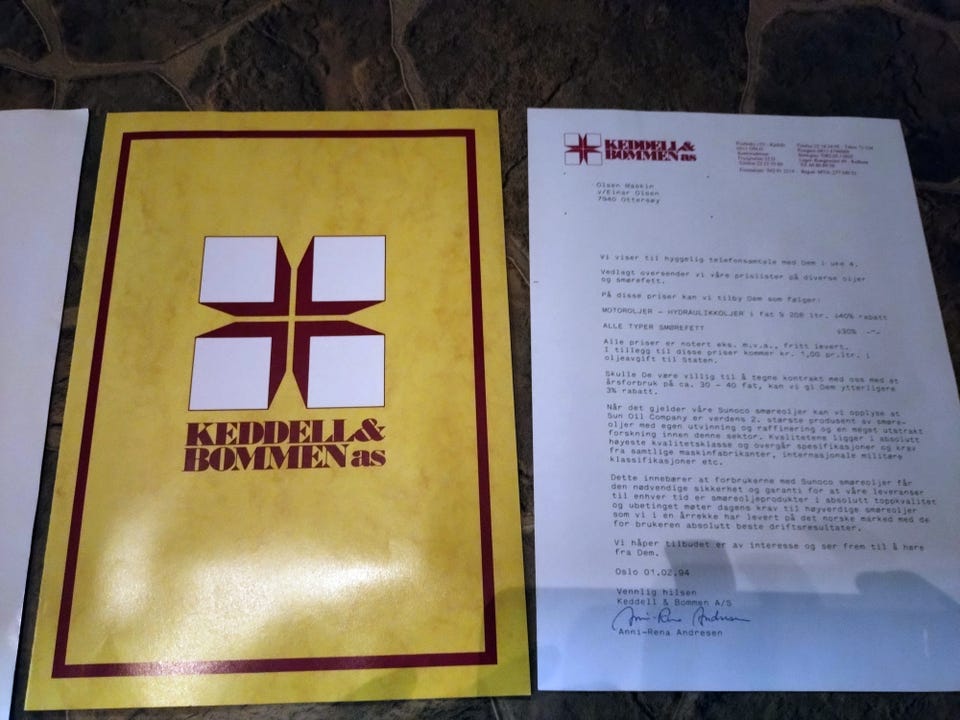 KEDDELL &
BOMMEN as
KEDDELL &
BOMMEN as
Olsen Maskin
v/Einar Olsen
7940 Ottersøy
Vi viser til hyggelig telefonsamtale med Dem i uke 4.
Vedlagt oversender vi våre prislister på diverse oljer
og smørefett.
På disse priser kan vi tilby Dem som følger:
MOTOROLJER - HYDRAULIKKOLJER i fat % 208 ltr. ./.40% rabatt
ALLE TYPER SMØREFETT ./.30% -"-
Alle priser er notert eks. m.v.a., fritt levert.
I tillegg til disse priser kommer kr. 1,00 pr.ltr. i
oljeavgift til Staten.
Skulle De være villig til å tegne kontrakt med oss med et
årsforbruk på ca. 30 - 40 fat, kan vi gi Dem ytterligere
3% rabatt.
Når det gjelder våre Sunoco smøreoljer kan vi opplyse at
Sun Oil Company er verdens 2. største produsent av smøre-
oljer med egen utvinning og raffinering og en meget utstrakt
forskning innen denne sektor. Kvalitetene ligger i absolutt
høyeste kvalitetsklasse og overgår spesifikasjoner og krav
fra samtlige maskinfabrikanter, internasjonale militære
klassifikasjoner etc.
Dette innebærer at forbrukerne med Sunoco smøreoljer får
den nødvendige sikkerhet og garanti for at våre leveranser
til enhver tid er smøreoljeprodukter i absolutt toppkvalitet
og ubetinget møter dagens krav til høyverdige smøreoljer
som vi i en årrekke har levert på det norske marked med de
for brukeren absolutt beste driftsresultater.
Vi håper tilbudet er av interesse og ser frem til å høre
fra Dem.
Oslo 01.02.94
Vennlig hilsen
Keddell & Bommen A/S
Anni-Rena Andresen
Anni-Rena Andresen